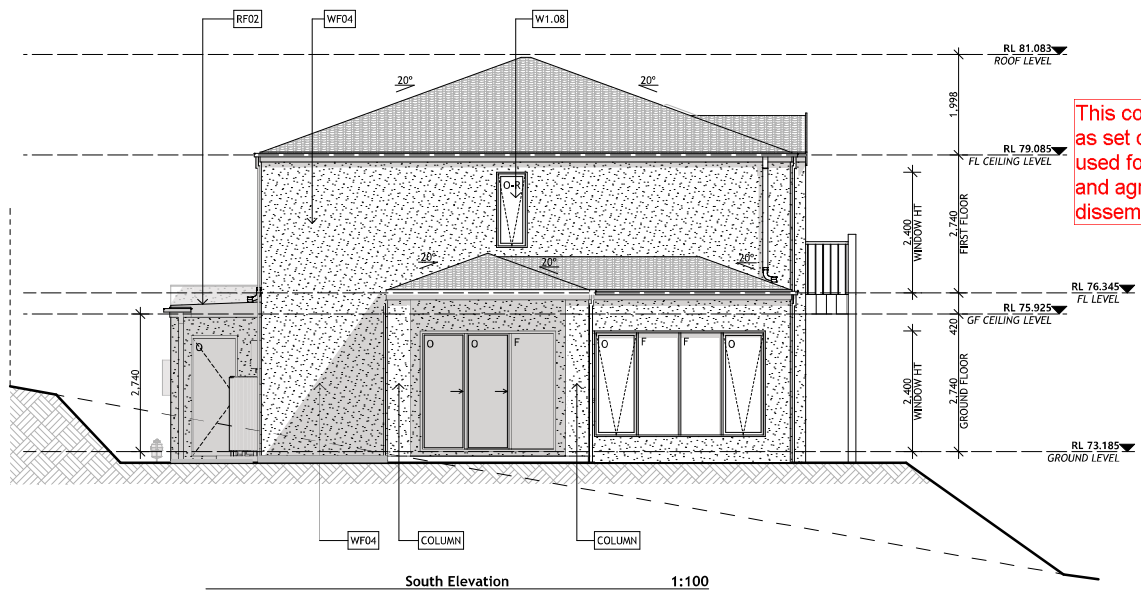 RF02
WF04
W1.08
RL 81.083
ROOF LEVEL
20°
20°
1,998
This co
as set o
used fo
and agr
dissem
RL 79.085
FL CEILING LEVEL
O-R
2,400
WINDOW HT
2,740
FIRST FLOOR
20°
20°
20°
RL 76.345
FL LEVEL
RL 75.925
GF CEILING LEVEL
420
O
O
O
F
O
F
F
O
2,740
2,400
WINDOW HT
2,740
GROUND FLOOR
RL 73.185
GROUND LEVEL
WF04
COLUMN
COLUMN
South Elevation
1:100